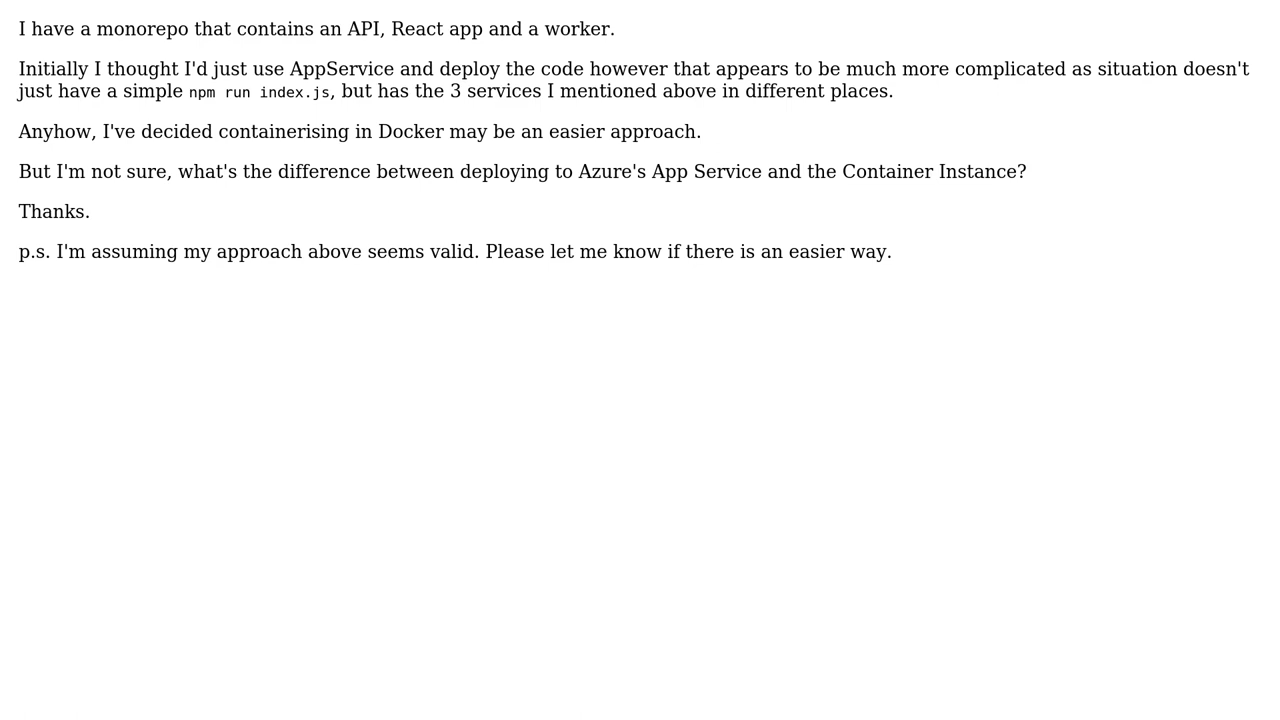 I have a monorepo that contains an API, React app and a worker.
Initially I thought I'd just use AppService and deploy the code however that appears to be much more complicated as situation doesn't
just have a simple npm run index.js, but has the 3 services I mentioned above in different places.
Anyhow, I've decided containerising in Docker may be an easier approach.
But I'm not sure, what's the difference between deploying to Azure's App Service and the Container Instance?
Thanks.
p.s. I'm assuming my approach above seems valid. Please let me know if there is an easier way.